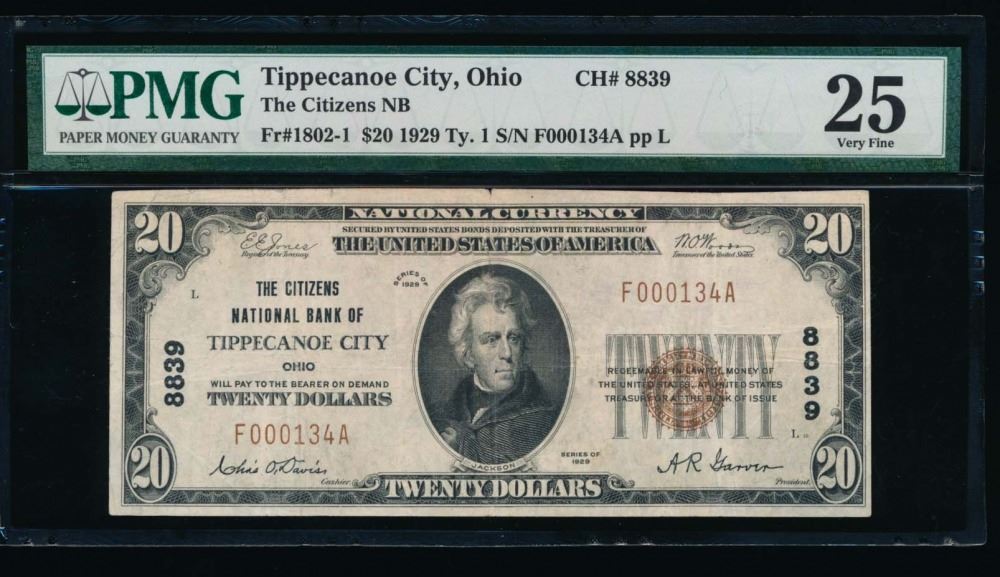 PMG
PAPER MONEY GUARANTY
Tippecanoe City, Ohio CH# 8839
The Citizens NB
Fr#1802-1 $20 1929 Ty. 1 S/N F000134A pp L
25
Very Fine
20 NATIONAL CURRENCY 20
SECURED BY UNITED STATES BONDS DEPOSITED WITH THE TREASURER OF
THE UNITED STATES OF AMERICA
E.E. Jones
Register of the Treasury.
W.O. Woods
Treasurer of the United States.
SERIES OF
1929
L
THE CITIZENS
NATIONAL BANK OF
TIPPECANOE CITY
OHIO
WILL PAY TO THE BEARER ON DEMAND
TWENTY DOLLARS
F000134A
8839
F000134A
8839
TWENTY
REDEEMABLE IN LAWFUL MONEY OF
THE UNITED STATES, AT UNITED STATES
TREASURY OR AT THE BANK OF ISSUE
L
SERIES OF
1929
Chas O. Davis
Cashier.
JACKSON
A R Garver
President.
20 TWENTY DOLLARS 20